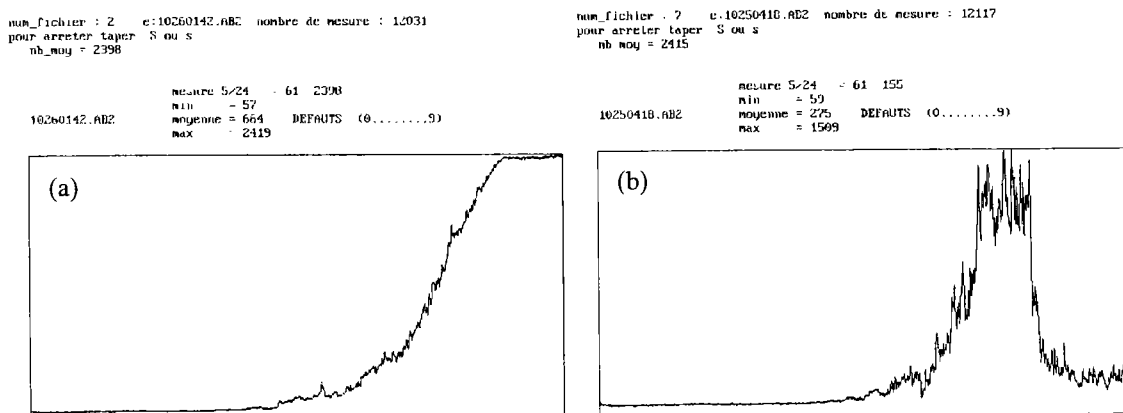 num_fichier : 2 e:10260142.AB2 nombre de mesure : 12031
pour arreter taper S ou s
nb_moy = 2398
mesure 5/24 = 61 2398
min = 57
10260142.AB2 moyenne = 664 DEFAUTS (0........9)
max = 2419
(a)
num_fichier : 7 e:10250418.AB2 nombre de mesure : 12117
pour arreter taper S ou s
nb moy = 2415
mesure 5/24 = 61 155
min = 59
10250418.AB2 moyenne = 275 DEFAUTS (0........9)
max = 1509
(b)